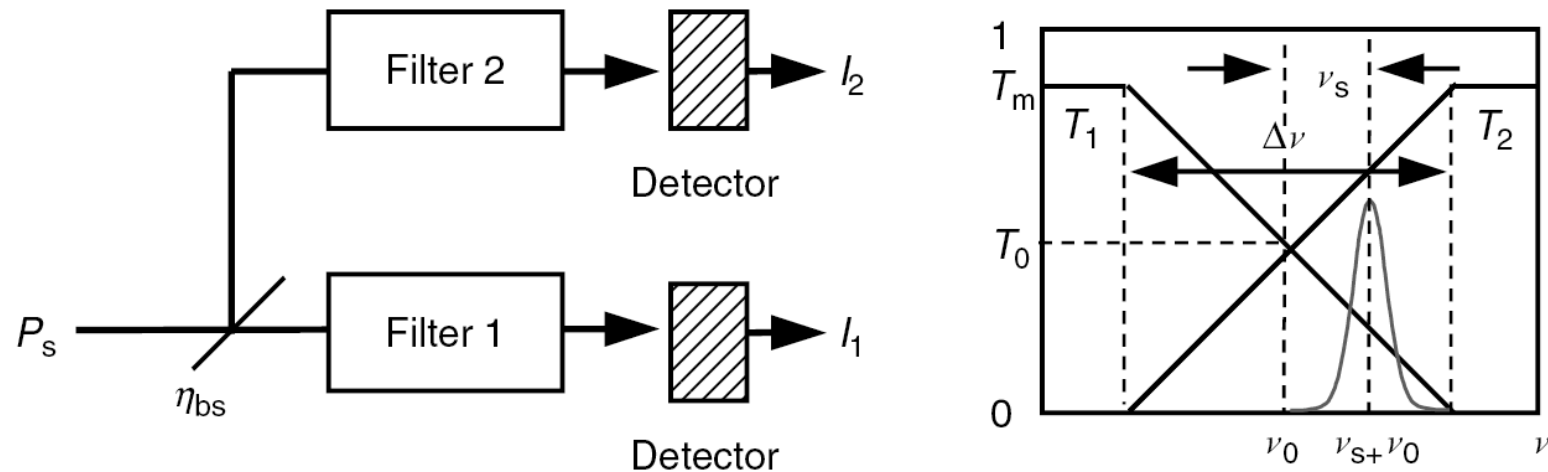 Filter 2
I₂
Detector
Pₛ
η_bs
Filter 1
I₁
Detector
1
Tₘ
T₁
νₛ
Δν
T₂
T₀
0
ν₀
νₛ₊ν₀
ν